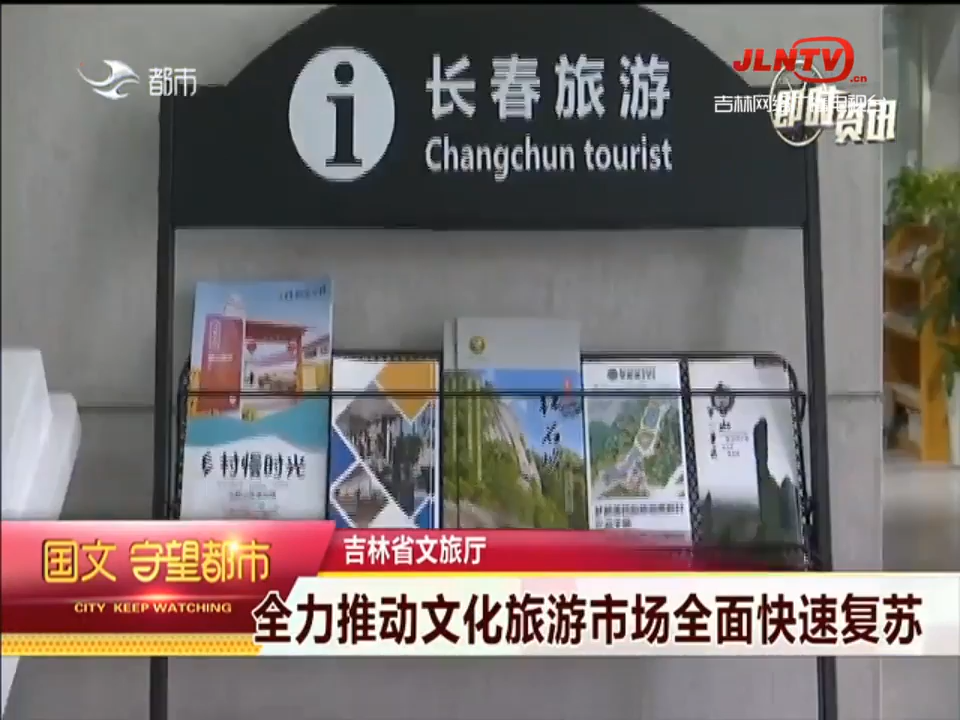 都市
JLNTV.cn
吉林网络广播电视台
即时资讯
i 长春旅游
Changchun tourist
乡村慢时光
国文 守望都市
CITY KEEP WATCHING
吉林省文旅厅
全力推动文化旅游市场全面快速复苏